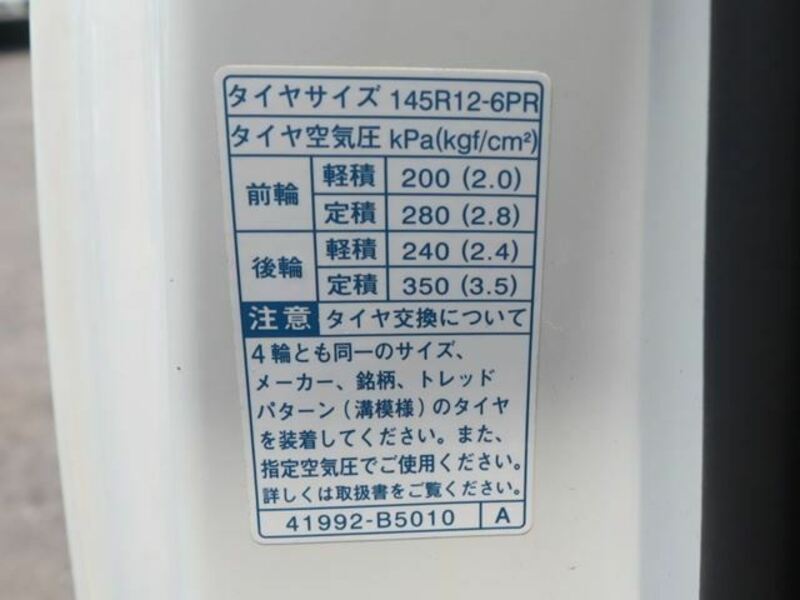 タイヤサイズ 145R12-6PR
タイヤ空気圧 kPa(kgf/cm²)
前輪 軽積 200 (2.0)
定積 280 (2.8)
後輪 軽積 240 (2.4)
定積 350 (3.5)
注意 タイヤ交換について
4輪とも同一のサイズ、
メーカー、銘柄、トレッド
パターン(溝模様)のタイヤ
を装着してください。また、
指定空気圧でご使用ください。
詳しくは取扱書をご覧ください。
41992-B5010 A